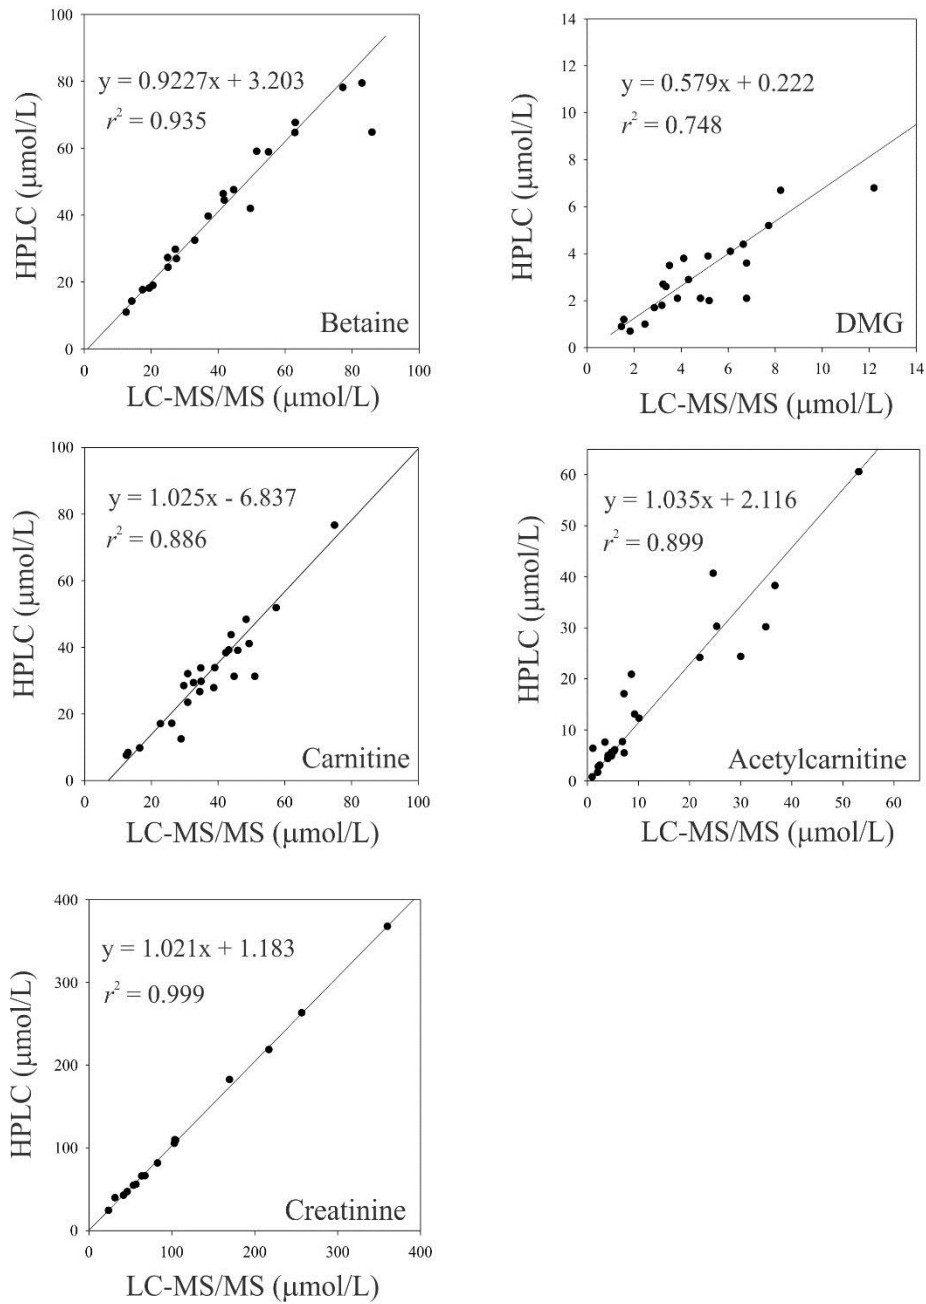 100
80
60
40
20
0
HPLC (μmol/L)
y = 0.9227x + 3.203
r² = 0.935
Betaine
0 20 40 60 80 100
LC-MS/MS (μmol/L)
14
12
10
8
6
4
2
0
HPLC (μmol/L)
y = 0.579x + 0.222
r² = 0.748
DMG
0 2 4 6 8 10 12 14
LC-MS/MS (μmol/L)
100
80
60
40
20
0
HPLC (μmol/L)
y = 1.025x - 6.837
r² = 0.886
Carnitine
0 20 40 60 80 100
LC-MS/MS (μmol/L)
60
50
40
30
20
10
0
HPLC (μmol/L)
y = 1.035x + 2.116
r² = 0.899
Acetylcarnitine
0 10 20 30 40 50 60
LC-MS/MS (μmol/L)
400
300
200
100
0
HPLC (μmol/L)
y = 1.021x + 1.183
r² = 0.999
Creatinine
0 100 200 300 400
LC-MS/MS (μmol/L)